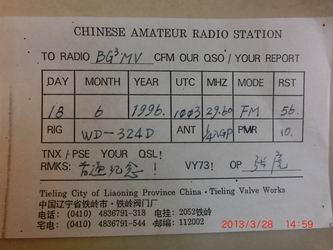 CHINESE AMATEUR RADIO STATION
TO RADIO BG3MV CFM OUR QSO / YOUR REPORT
DAY MONTH YEAR UTC MHZ MODE RST
18 6 1996. 1003 29.60 FM 56.
RIG WD-324D ANT 1/4λGP PWR 10.
TNX / PSE YOUR QSL!
RMKS: VY73! OP
Tieling City of Liaoning Province China · Tieling Valve Works
中国辽宁省铁岭市·铁岭阀门厂
电话: (0410) 4836791-318 电挂: 2052铁岭
宅电: (0410) 4836791-544 邮编: 112002
2013/3/28 14:59